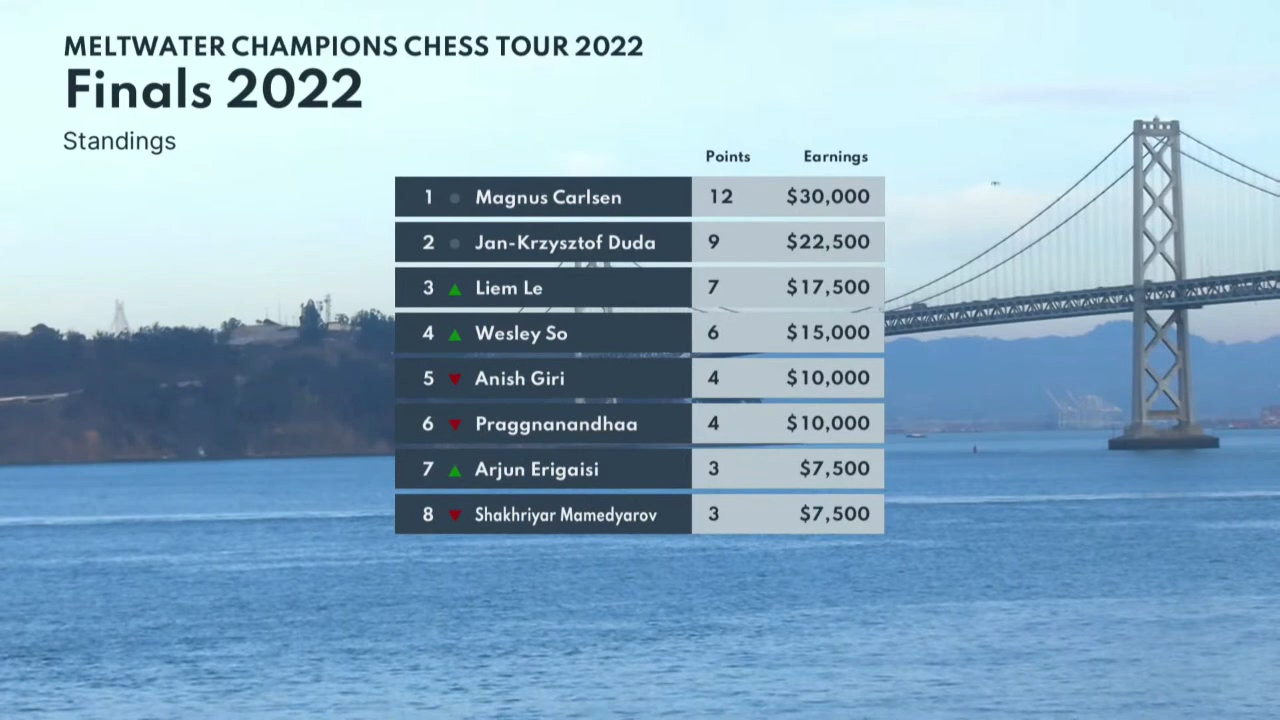 MELTWATER CHAMPIONS CHESS TOUR 2022
Finals 2022
Standings
Points Earnings
1 Magnus Carlsen 12 $30,000
2 Jan-Krzysztof Duda 9 $22,500
3 Liem Le 7 $17,500
4 Wesley So 6 $15,000
5 Anish Giri 4 $10,000
6 Praggnanandhaa 4 $10,000
7 Arjun Erigaisi 3 $7,500
8 Shakhriyar Mamedyarov 3 $7,500